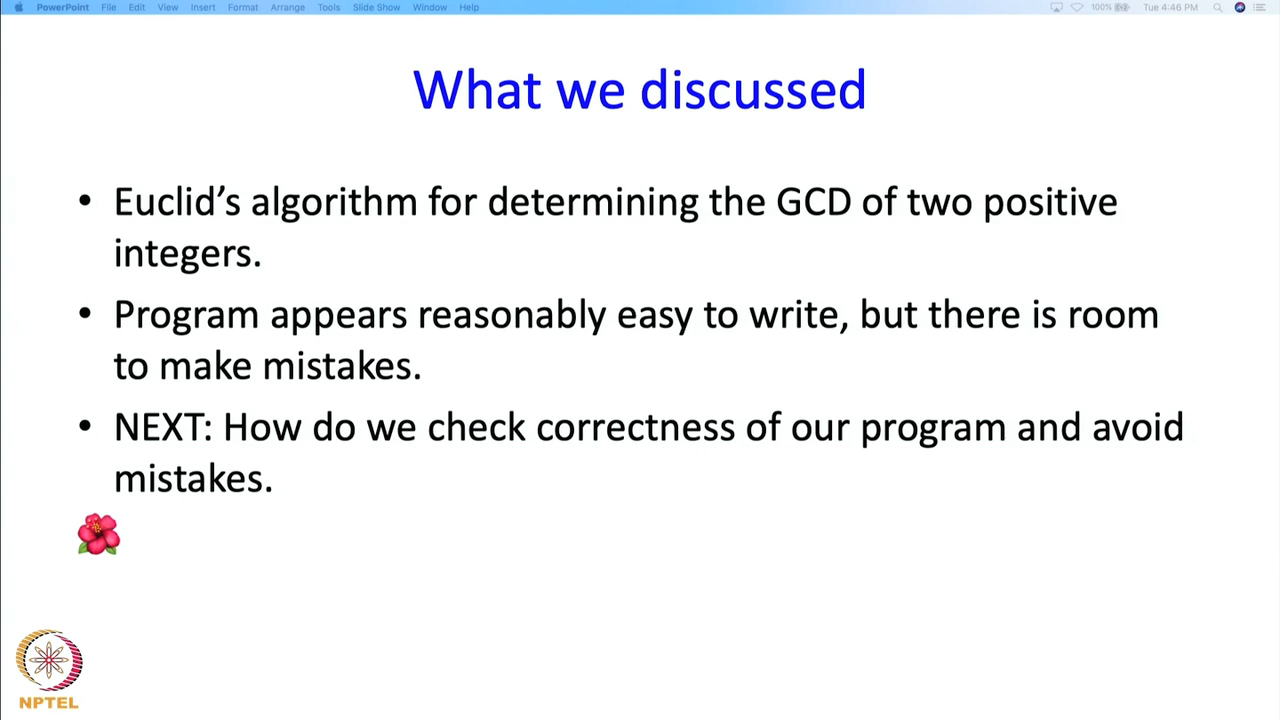 PowerPoint File Edit View Insert Format Arrange Tools Slide Show Window Help 100% Tue 4:46 PM
What we discussed
• Euclid's algorithm for determining the GCD of two positive
integers.
• Program appears reasonably easy to write, but there is room
to make mistakes.
• NEXT: How do we check correctness of our program and avoid
mistakes.
NPTEL